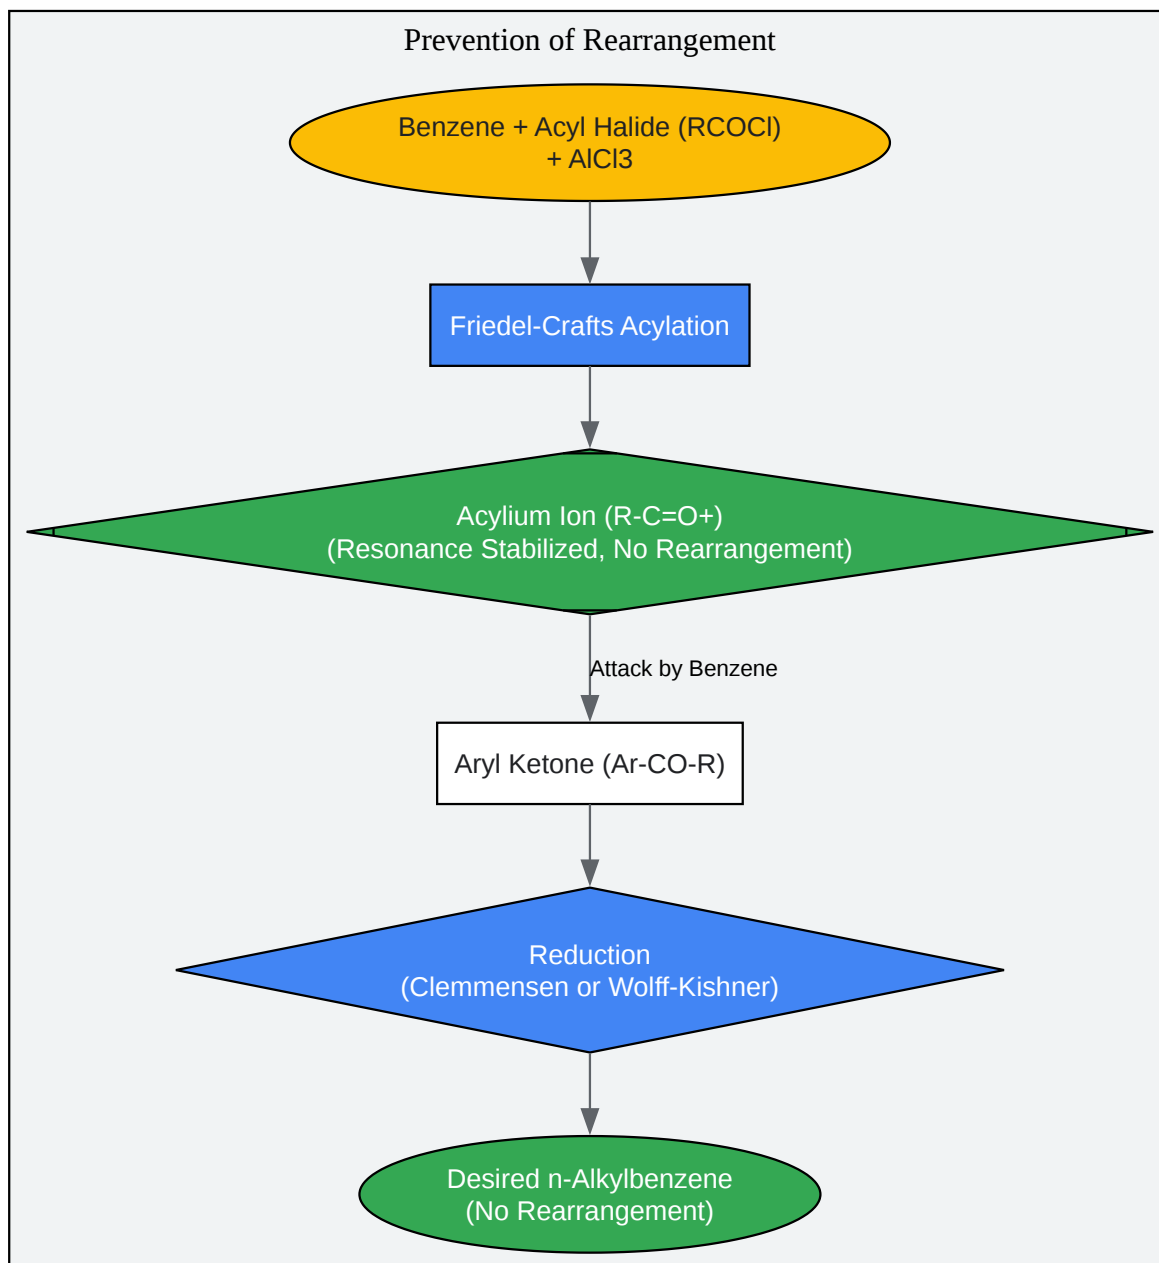 Prevention of Rearrangement
Benzene + Acyl Halide (RCOCl)
+ AlCl3
Friedel-Crafts Acylation
Acylium Ion (R-C=O+)
(Resonance Stabilized, No Rearrangement)
Attack by Benzene
Aryl Ketone (Ar-CO-R)
Reduction
(Clemmensen or Wolff-Kishner)
Desired n-Alkylbenzene
(No Rearrangement)